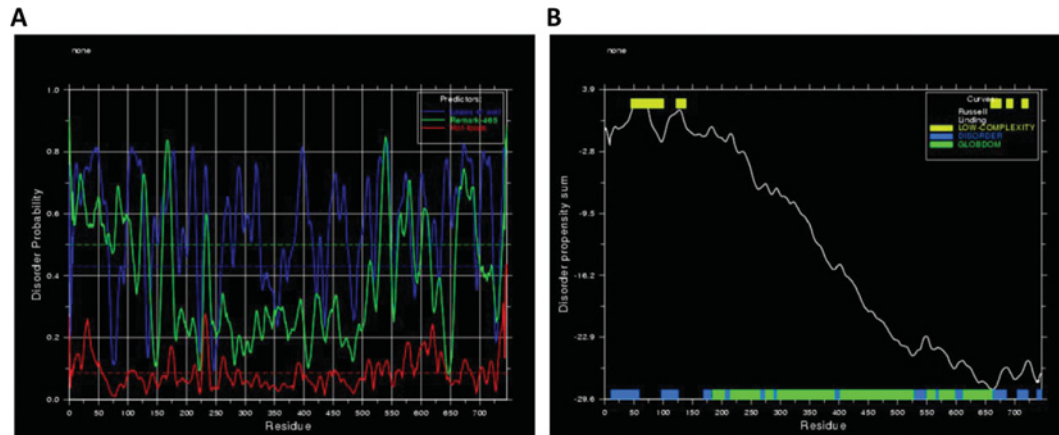 A
B
none
none
1.0
0.8
0.6
0.4
0.2
0.0
Disorder Probability
Predictors:
Remark-465
Hot-loops
0 50 100 150 200 250 300 350 400 450 500 550 600 650 700
Residue
3.9
-2.8
-9.5
-16.2
-22.9
-29.6
Disorder propensity sum
Curves
Russell
Linding
LOW-COMPLEXITY
DISORDER
GLOBDOM
0 50 100 150 200 250 300 350 400 450 500 550 600 650 700
Residue